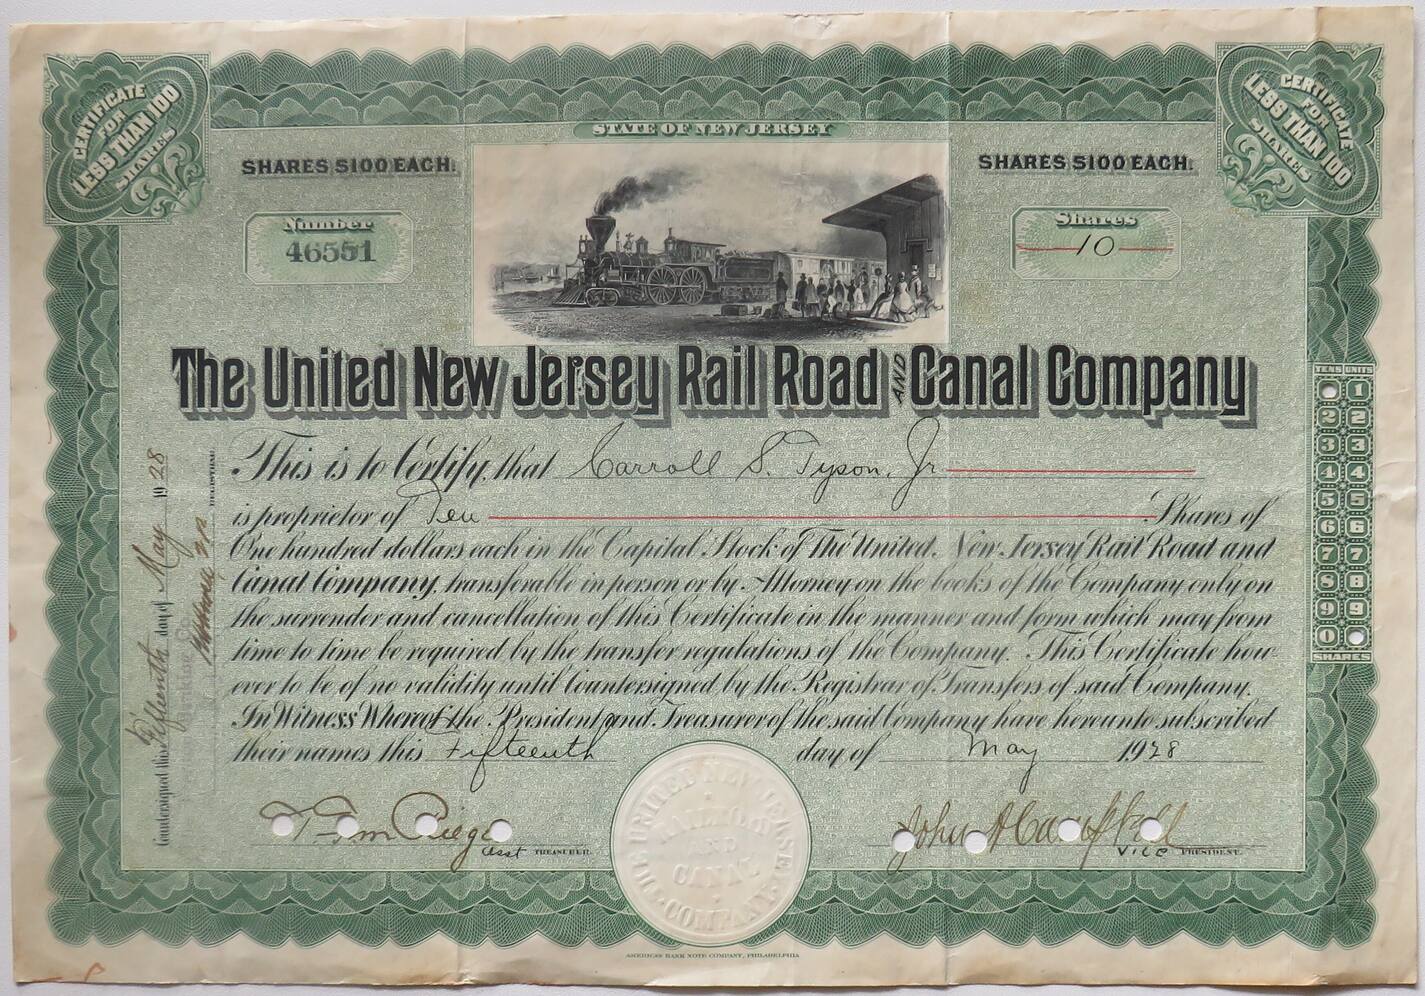 CERTIFICATE
FOR
LESS THAN 100
SHARES
STATE OF NEW JERSEY
CERTIFICATE
FOR
LESS THAN 100
SHARES
SHARES $100 EACH.
SHARES $100 EACH.
Number
46551
Shares
10
The United New Jersey Rail Road AND Canal Company
This is to Certify, that Carroll S. Tyson, Jr
is proprietor of Ten Shares of
One hundred dollars each in the Capital Stock of The United New Jersey Rail Road and
Canal Company, transferable in person or by Attorney on the books of the Company only on
the surrender and cancellation of this Certificate in the manner and form which may from
time to time be required by the transfer regulations of the Company. This Certificate how-
ever to be of no validity until Countersigned by the Registrar of Transfers of said Company.
In Witness Whereof the President and Treasurer of the said Company have hereunto subscribed
their names this Fifteenth day of May 1928
Asst TREASURER.
John
Vice PRESIDENT.
Countersigned this Fifteenth day of May 1928
REGISTRAR
TENS UNITS
1
2 2
3 3
4 4
5 5
6 6
7 7
8 8
9 9
0
SHARES
THE UNITED NEW JERSEY
RAILROAD
AND
CANAL
COMPANY
AMERICAN BANK NOTE COMPANY, PHILADELPHIA